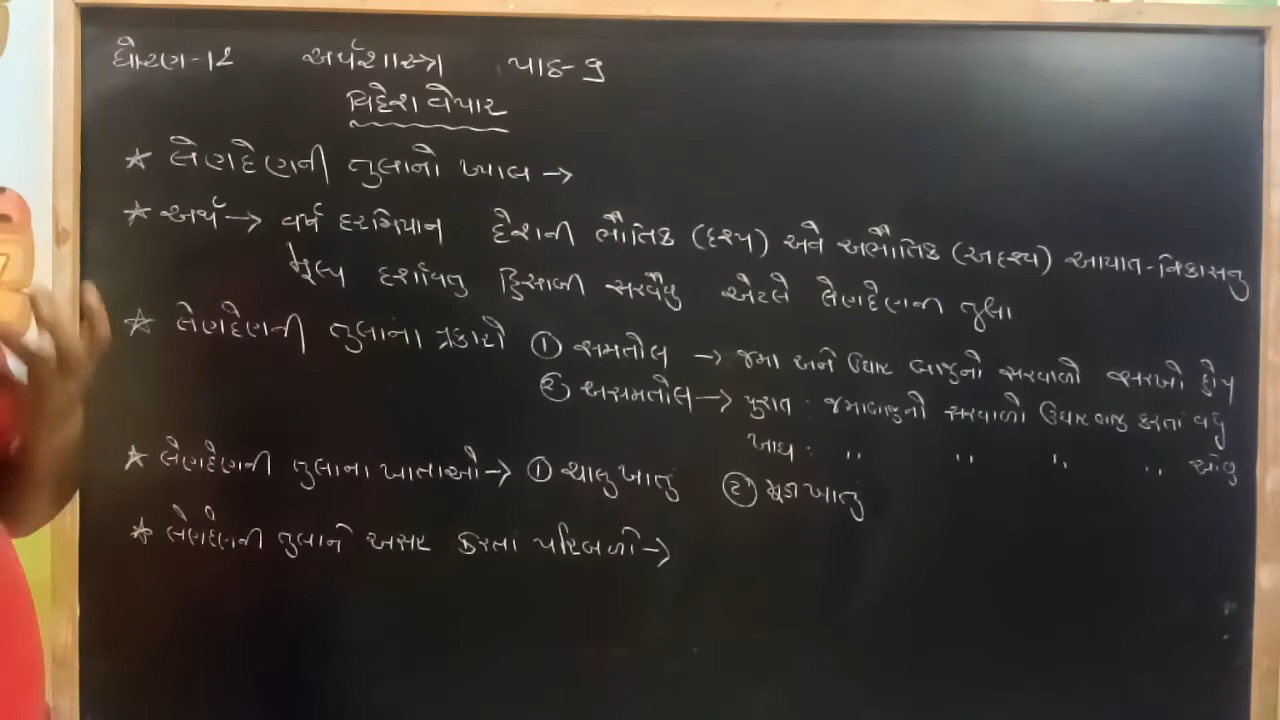 ધોરણ-12 અર્થશાસ્ત્ર પાઠ-9
વિદેશ વેપાર
★ લેણદેણની તુલાનો ખ્યાલ →
★ અર્થ → વર્ષ દરમિયાન દેશની ભૌતિક (દૃશ્ય) અને અભૌતિક (અદૃશ્ય) આયાત-નિકાસનુ
મૂલ્ય દર્શાવતુ હિસાબી સરવૈયુ એટલે લેણદેણની તુલા
★ લેણદેણની તુલાના પ્રકારો ① સમતોલ → જમા અને ઉધાર બાજુનો સરવાળો સરખો હોય
② અસમતોલ → પુરાંત : જમાબાજુનો સરવાળો ઉધાર બાજુ કરતાં વધુ
ખાધ : ,, ,, ,, ,, ઓછુ
★ લેણદેણની તુલાના ખાતાઓ → ① ચાલુ ખાતું ② મૂડી ખાતું
★ લેણદેણની તુલાને અસર કરતા પરિબળો →